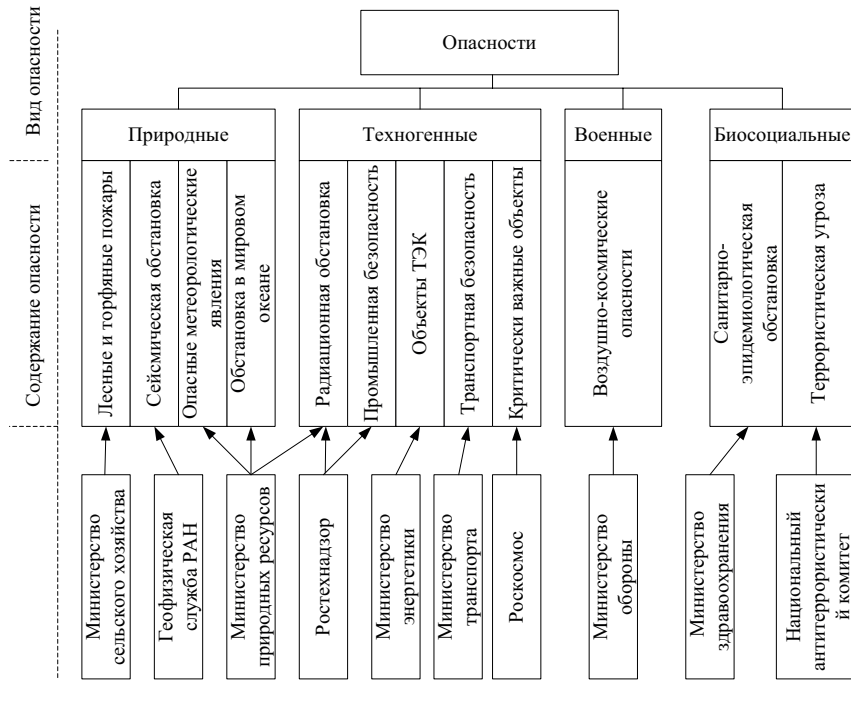 Вид опасности
Опасности
Природные
Техногенные
Военные
Биосоциальные
Содержание опасности
Лесные и торфяные пожары
Сейсмическая обстановка
Опасные метеорологические
явления
Обстановка в мировом
океане
Радиационная обстановка
Промышленная безопасность
Объекты ТЭК
Транспортная безопасность
Критически важные объекты
Воздушно-космические
опасности
Санитарно-
эпидемиологическая
обстановка
Террористическая угроза
Министерство
сельского хозяйства
Геофизическая
служба РАН
Министерство
природных ресурсов
Ростехнадзор
Министерство
энергетики
Министерство
транспорта
Роскосмос
Министерство
обороны
Министерство
здравоохранения
Национальный
антитеррористически
й комитет